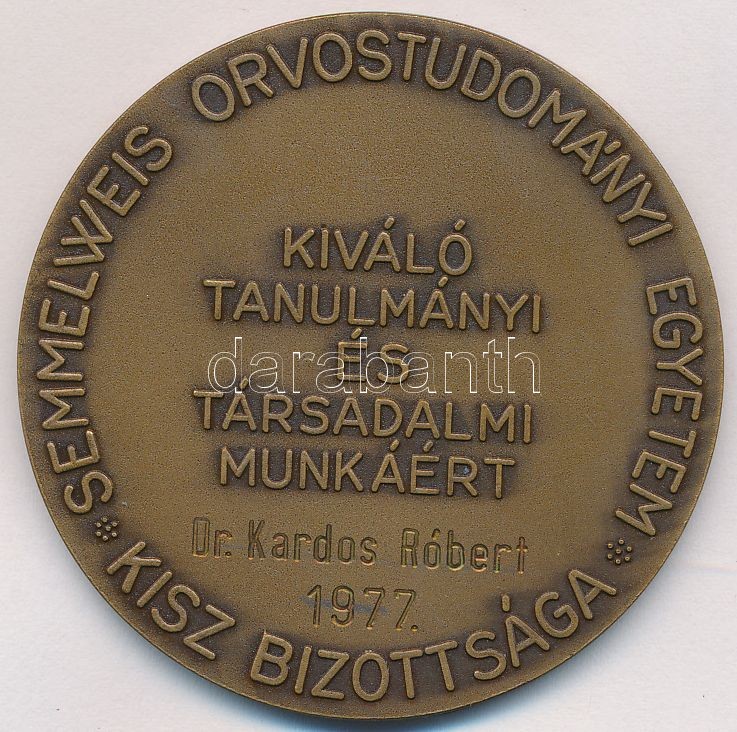 SEMMELWEIS ORVOSTUDOMÁNYI EGYETEM
KISZ BIZOTTSÁGA
KIVÁLÓ
TANULMÁNYI
ÉS
TÁRSADALMI
MUNKÁÉRT
Dr. Kardos Róbert
1977.
darabanth